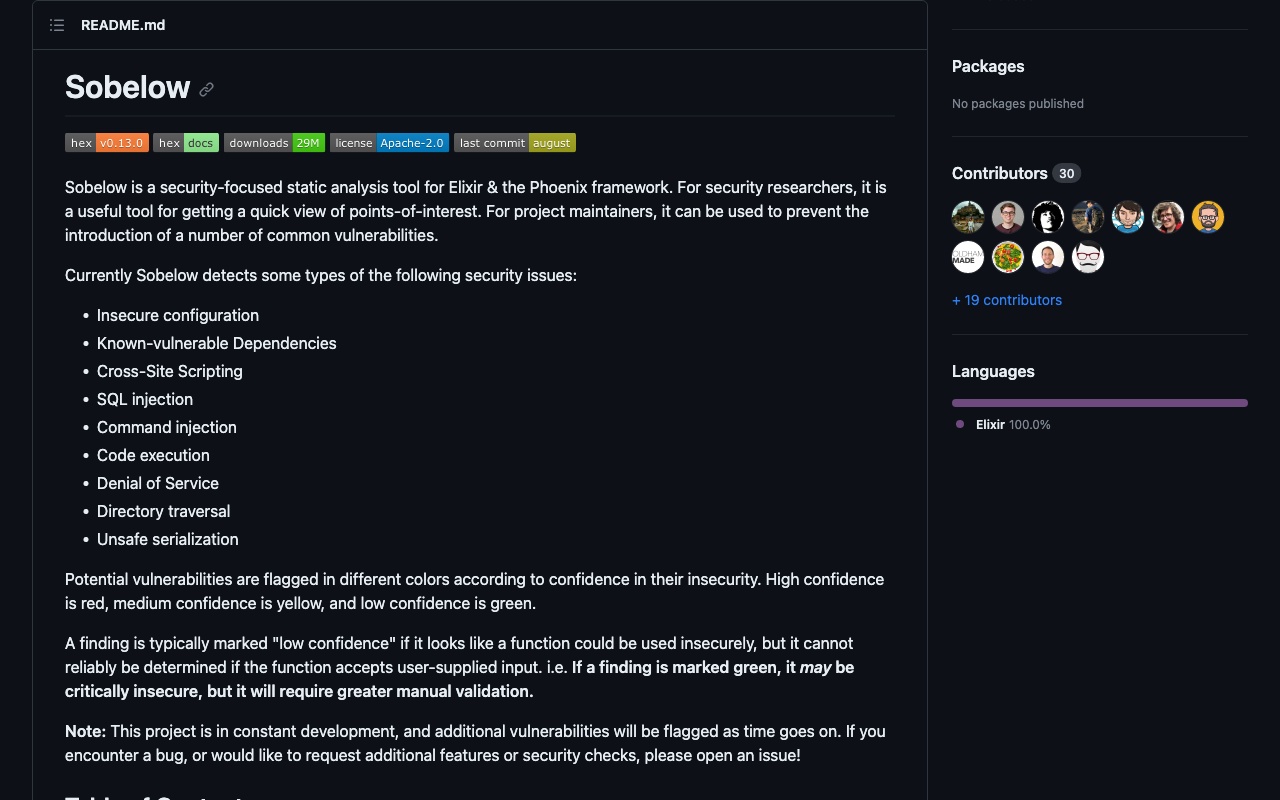 README.md
Sobelow
hex v0.13.0 hex docs downloads 29M license Apache-2.0 last commit august
Sobelow is a security-focused static analysis tool for Elixir & the Phoenix framework. For security researchers, it is
a useful tool for getting a quick view of points-of-interest. For project maintainers, it can be used to prevent the
introduction of a number of common vulnerabilities.
Currently Sobelow detects some types of the following security issues:
• Insecure configuration
• Known-vulnerable Dependencies
• Cross-Site Scripting
• SQL injection
• Command injection
• Code execution
• Denial of Service
• Directory traversal
• Unsafe serialization
Potential vulnerabilities are flagged in different colors according to confidence in their insecurity. High confidence
is red, medium confidence is yellow, and low confidence is green.
A finding is typically marked "low confidence" if it looks like a function could be used insecurely, but it cannot
reliably be determined if the function accepts user-supplied input. i.e. If a finding is marked green, it may be
critically insecure, but it will require greater manual validation.
Note: This project is in constant development, and additional vulnerabilities will be flagged as time goes on. If you
encounter a bug, or would like to request additional features or security checks, please open an issue!
Packages
No packages published
Contributors 30
OLDHAM
MADE
+ 19 contributors
Languages
Elixir 100.0%